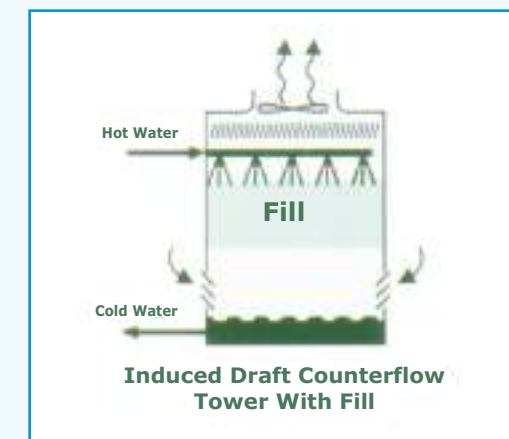 Hot Water
Fill
Cold Water
Induced Draft Counterflow
Tower With Fill